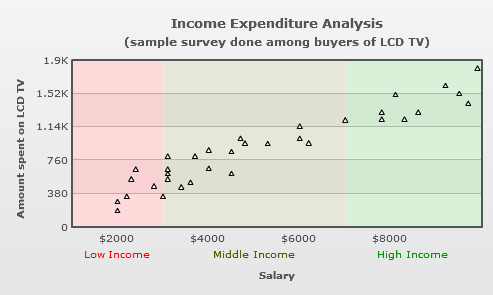 Income Expenditure Analysis
(sample survey done among buyers of LCD TV)
Amount spent on LCD TV
1.9K
1.52K
1.14K
760
380
0
$2000 $4000 $6000 $8000
Low Income Middle Income High Income
Salary